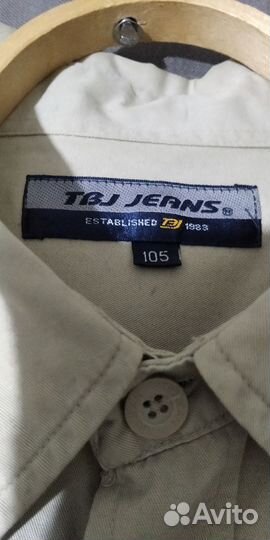 TBJ JEANS®
ESTABLISHED TBJ 1983
105
Avito